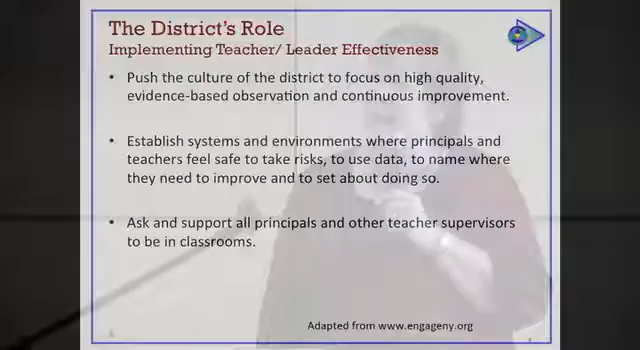 The District's Role
Implementing Teacher/ Leader Effectiveness
• Push the culture of the district to focus on high quality,
evidence-based observation and continuous improvement.
• Establish systems and environments where principals and
teachers feel safe to take risks, to use data, to name where
they need to improve and to set about doing so.
• Ask and support all principals and other teacher supervisors
to be in classrooms.
Adapted from www.engageny.org